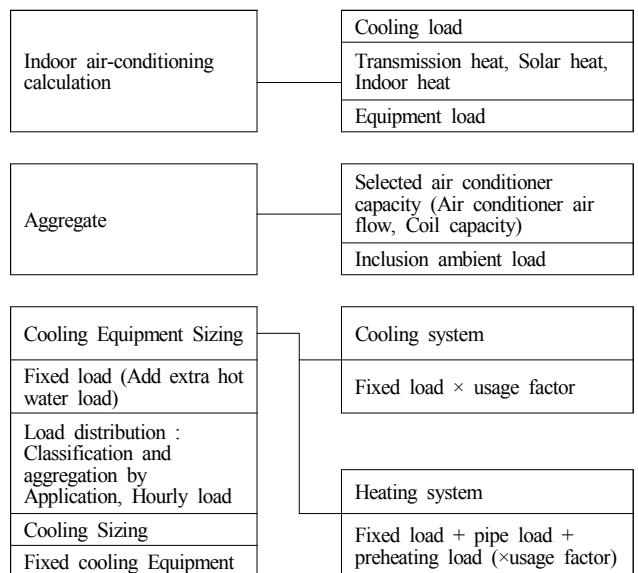 Indoor air-conditioning
calculation
Cooling load
Transmission heat, Solar heat,
Indoor heat
Equipment load
Aggregate
Selected air conditioner
capacity (Air conditioner air
flow, Coil capacity)
Inclusion ambient load
Cooling Equipment Sizing
Fixed load (Add extra hot
water load)
Load distribution :
Classification and
aggregation by
Application, Hourly load
Cooling Sizing
Fixed cooling Equipment
Cooling system
Fixed load × usage factor
Heating system
Fixed load + pipe load +
preheating load (×usage factor)